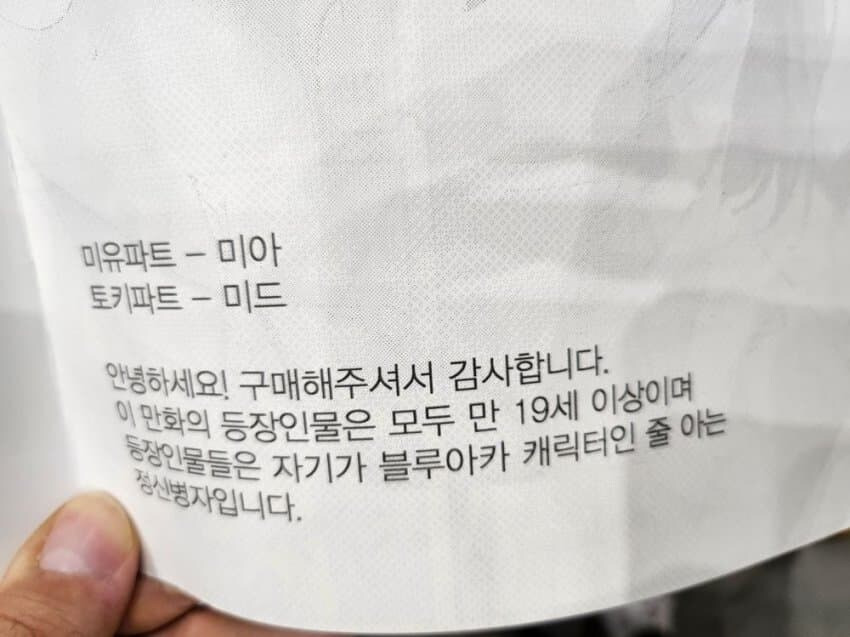 미유파트 - 미아
토키파트 - 미드
안녕하세요! 구매해주셔서 감사합니다.
이 만화의 등장인물은 모두 만 19세 이상이며
등장인물들은 자기가 블루아카 캐릭터인 줄 아는
정신병자입니다.